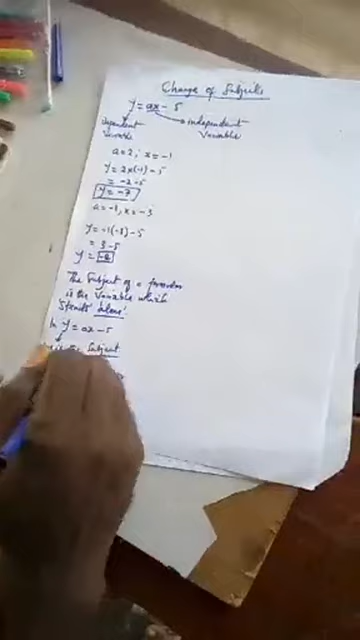 Change of Subjects
y = ax - 5
dependent independent
Variable Variable
a = 2, x = -1
y = 2x(-1) - 5
= -2 - 5
y = -7
a = -1, x = -3
y = -1(-3) - 5
= 3 - 5
y = -2
The Subject of a formula
is the variable which
Stands alone.
In y = ax - 5
the Subject